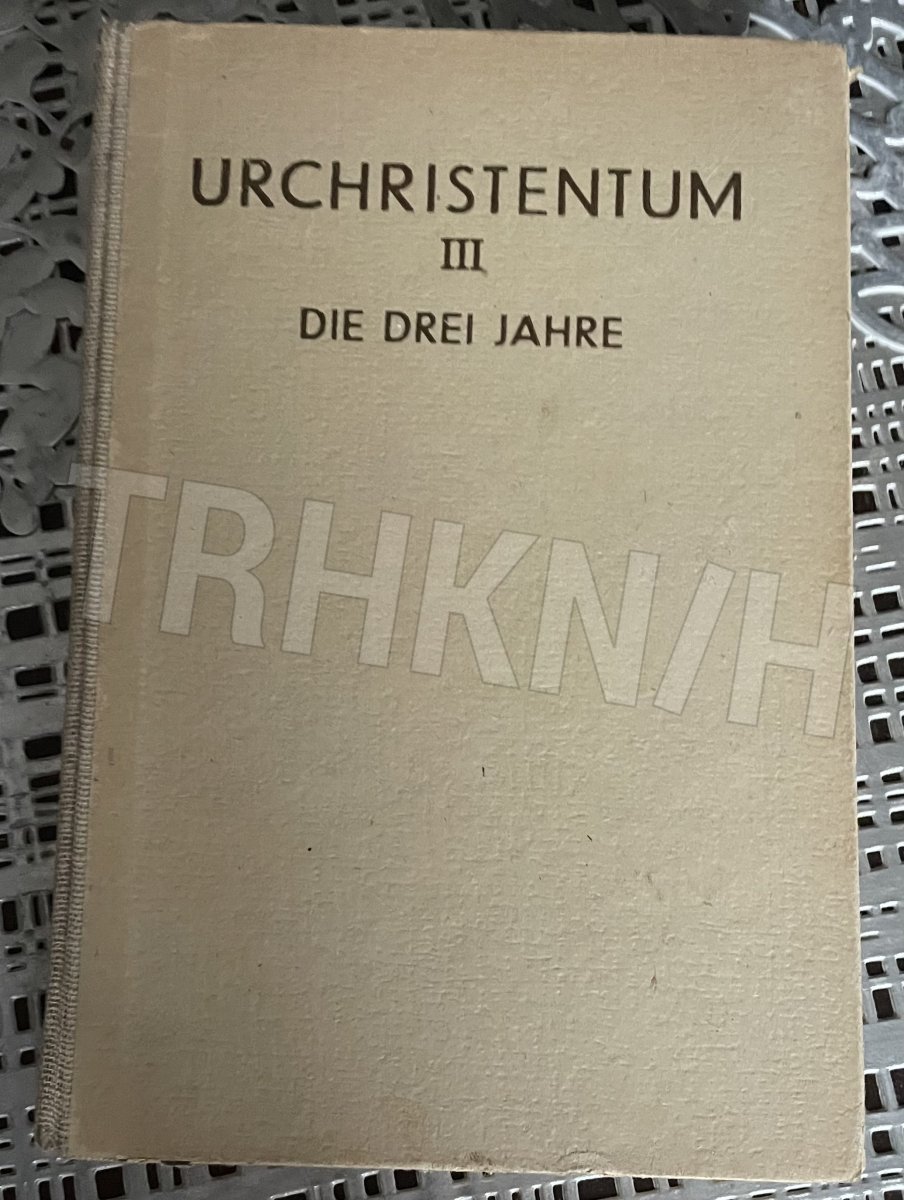 URCHRISTENTUM
III
DIE DREI JAHRE
TRHKN/H